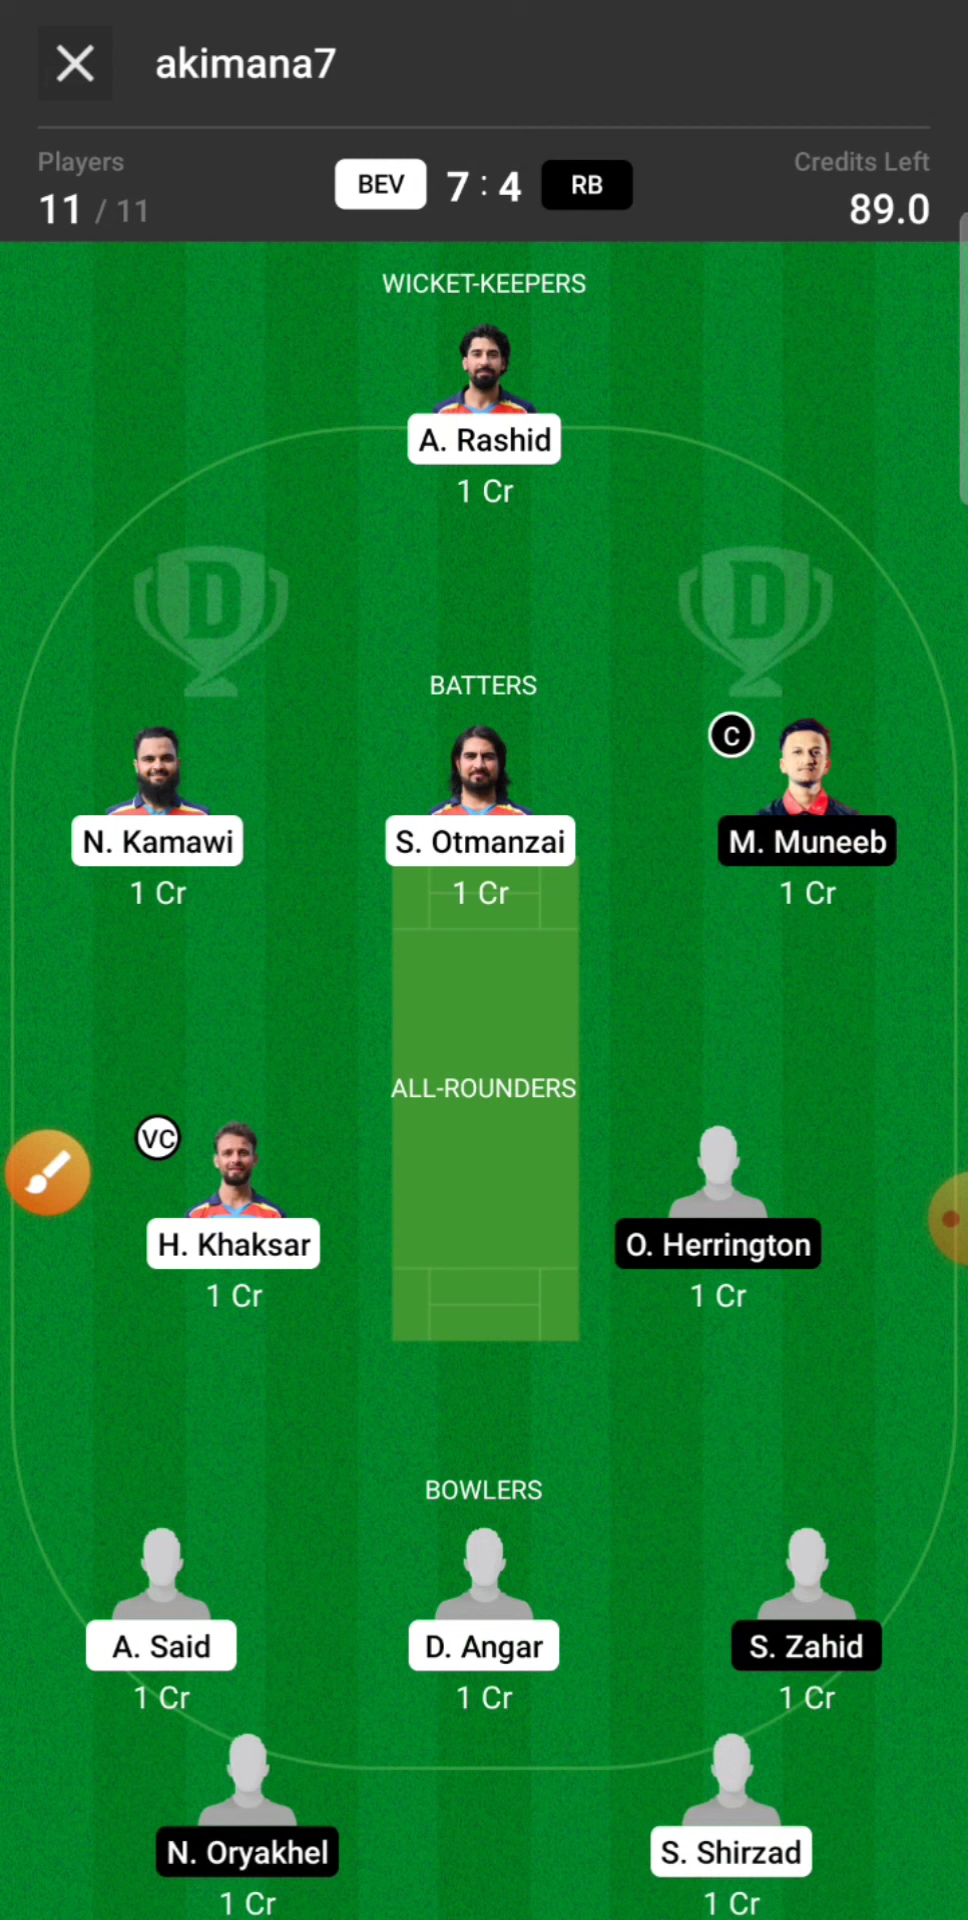 akimana7
Players
Credits Left
11 / 11
BEV 7 : 4 RB
89.0
WICKET-KEEPERS
A. Rashid
1 Cr
D D
BATTERS
C
N. Kamawi S. Otmanzai M. Muneeb
1 Cr 1 Cr 1 Cr
ALL-ROUNDERS
VC
H. Khaksar O. Herrington
1 Cr 1 Cr
BOWLERS
A. Said D. Angar S. Zahid
1 Cr 1 Cr 1 Cr
N. Oryakhel S. Shirzad
1 Cr 1 Cr